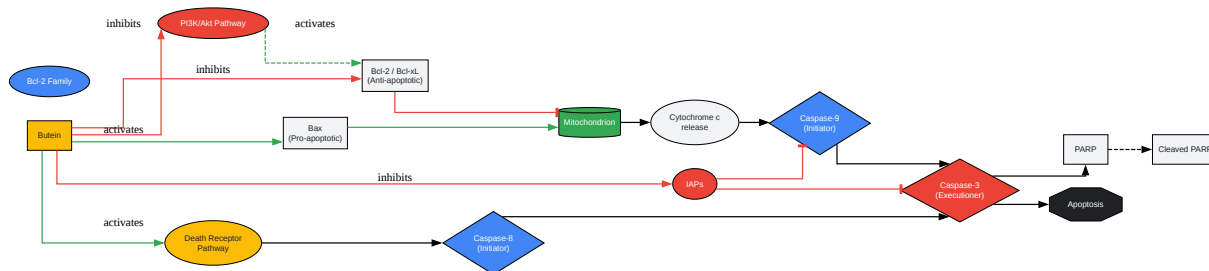 inhibits
PI3K/Akt Pathway
activates
Bcl-2 Family
inhibits
Bcl-2 / Bcl-xL
(Anti-apoptotic)
Butein
activates
Bax
(Pro-apoptotic)
Mitochondrion
Cytochrome c
release
Caspase-9
(Initiator)
PARP
Cleaved PARP
inhibits
IAPs
Caspase-3
(Executioner)
Apoptosis
activates
Death Receptor
Pathway
Caspase-8
(Initiator)